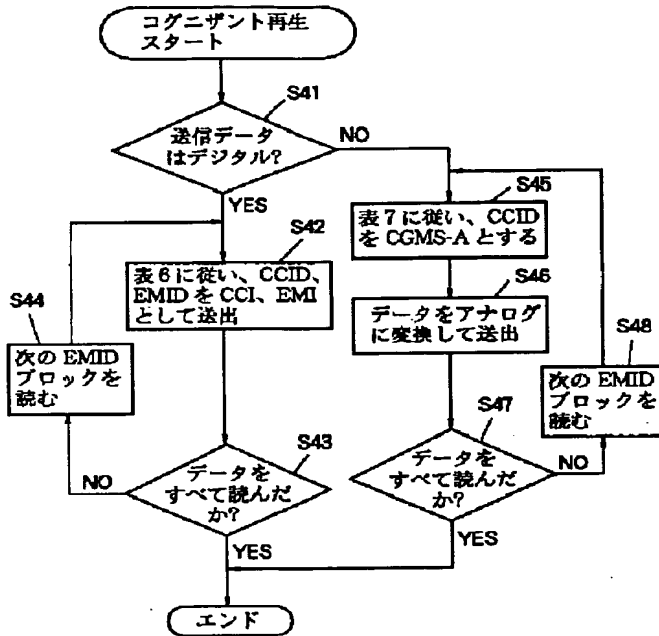 コグニザント再生
スタート
S41
送信データ
はデジタル?
NO
YES
S42
表6に従い、CCID、
EMIDをCCI、EMI
として送出
S44
次のEMID
ブロックを
読む
S43
データを
すべて読んだ
か?
NO
YES
S45
表7に従い、CCID
をCGMS-Aとする
S46
データをアナログ
に変換して送出
S48
次のEMID
ブロックを
読む
S47
データを
すべて読んだ
か?
NO
YES
エンド